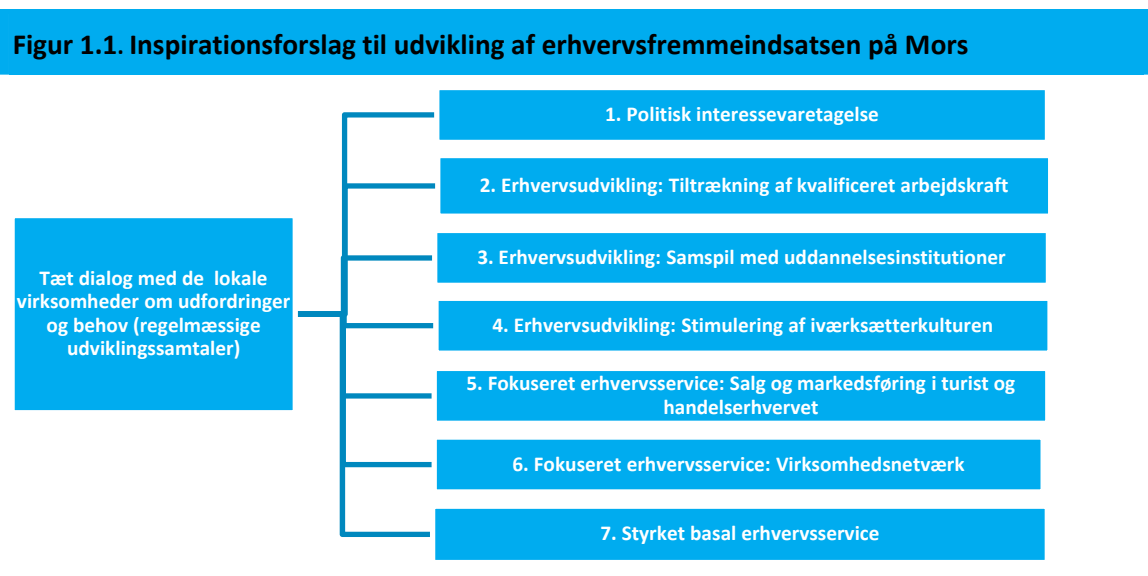 Figur 1.1. Inspirationsforslag til udvikling af erhvervsfremmeindsatsen på Mors
Tæt dialog med de lokale
virksomheder om udfordringer
og behov (regelmæssige
udviklingssamtaler)
1. Politisk interessevaretagelse
2. Erhvervsudvikling: Tiltrækning af kvalificeret arbejdskraft
3. Erhvervsudvikling: Samspil med uddannelsesinstitutioner
4. Erhvervsudvikling: Stimulering af iværksætterkulturen
5. Fokuseret erhvervsservice: Salg og markedsføring i turist og
handelserhvervet
6. Fokuseret erhvervsservice: Virksomhedsnetværk
7. Styrket basal erhvervsservice